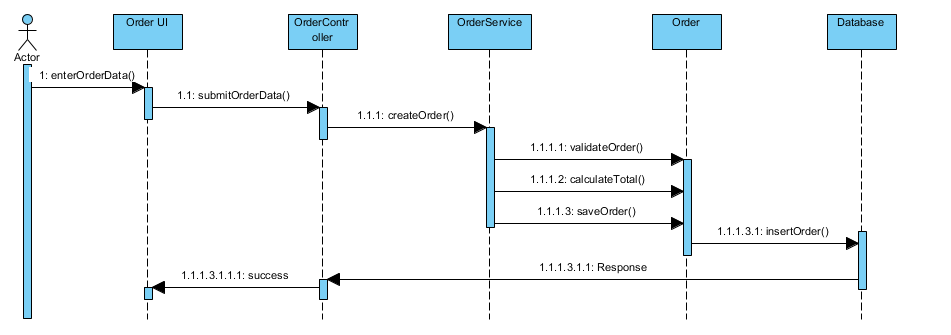 Order UI
OrderContr
oller
OrderService
Order
Database
Actor
1: enterOrderData()
1.1: submitOrderData()
1.1.1: createOrder()
1.1.1.1: validateOrder()
1.1.1.2: calculateTotal()
1.1.1.3: saveOrder()
1.1.1.3.1: insertOrder()
1.1.1.3.1.1: Response
1.1.1.3.1.1.1: success